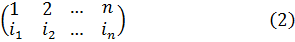 ( 1 2 … n ) (2)
( i₁ i₂ … iₙ )